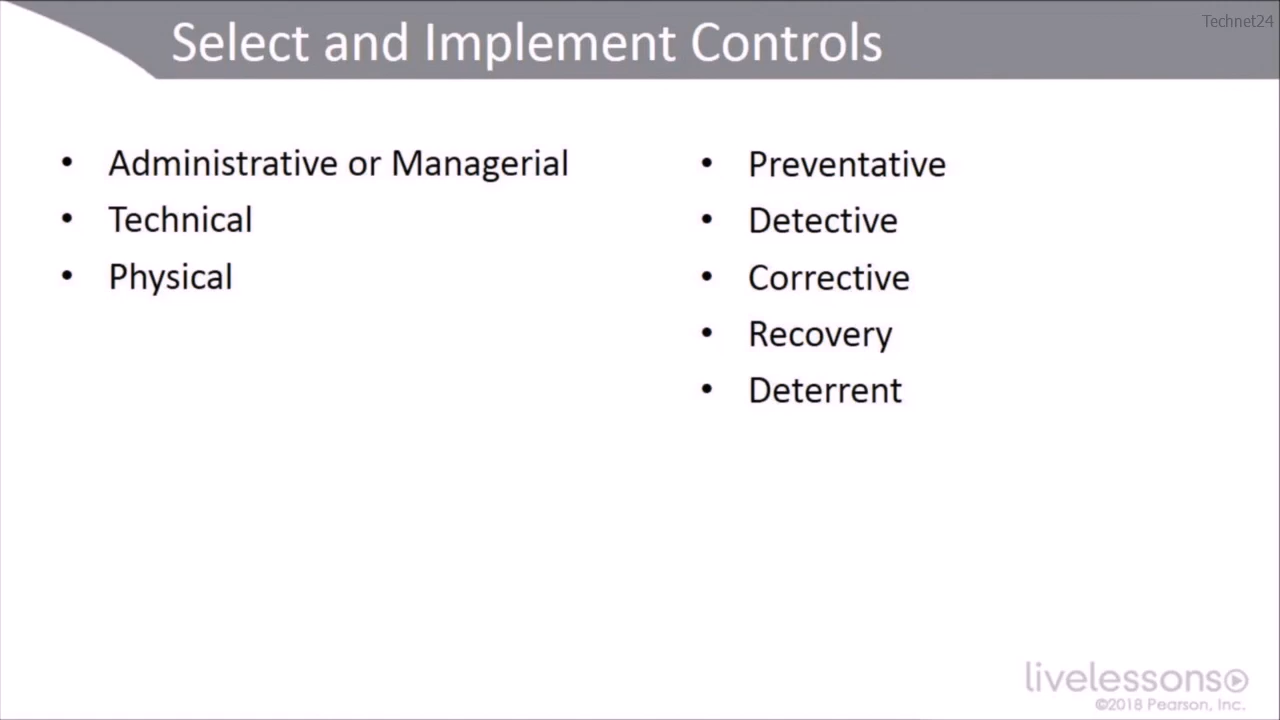 Technet24
Select and Implement Controls
• Administrative or Managerial
• Technical
• Physical
• Preventative
• Detective
• Corrective
• Recovery
• Deterrent
livelessons
©2018 Pearson, Inc.